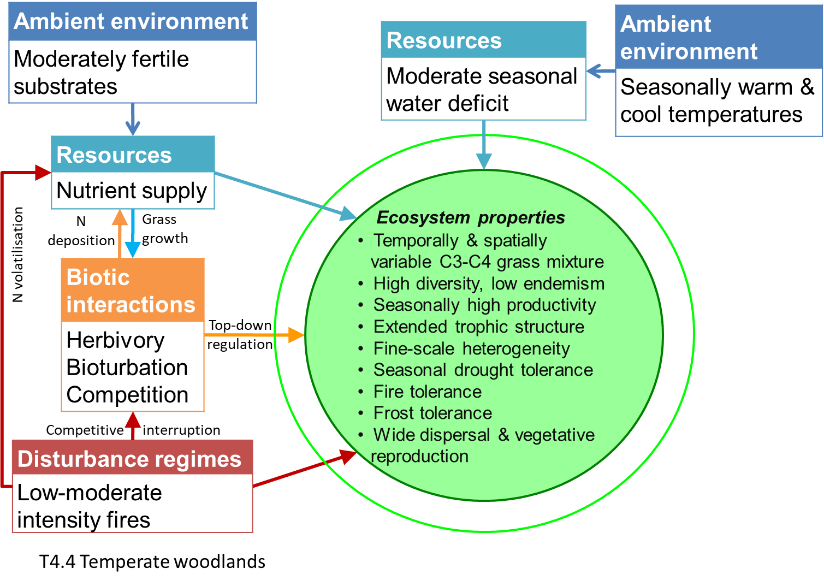 Ambient environment
Moderately fertile
substrates
Resources
Moderate seasonal
water deficit
Ambient
environment
Seasonally warm &
cool temperatures
Resources
Nutrient supply
N volatilisation
N
deposition
Grass
growth
Biotic
interactions
Herbivory
Bioturbation
Competition
Top-down
regulation
Competitive interruption
Disturbance regimes
Low-moderate
intensity fires
Ecosystem properties
• Temporally & spatially
variable C3-C4 grass mixture
• High diversity, low endemism
• Seasonally high productivity
• Extended trophic structure
• Fine-scale heterogeneity
• Seasonal drought tolerance
• Fire tolerance
• Frost tolerance
• Wide dispersal & vegetative
reproduction
T4.4 Temperate woodlands